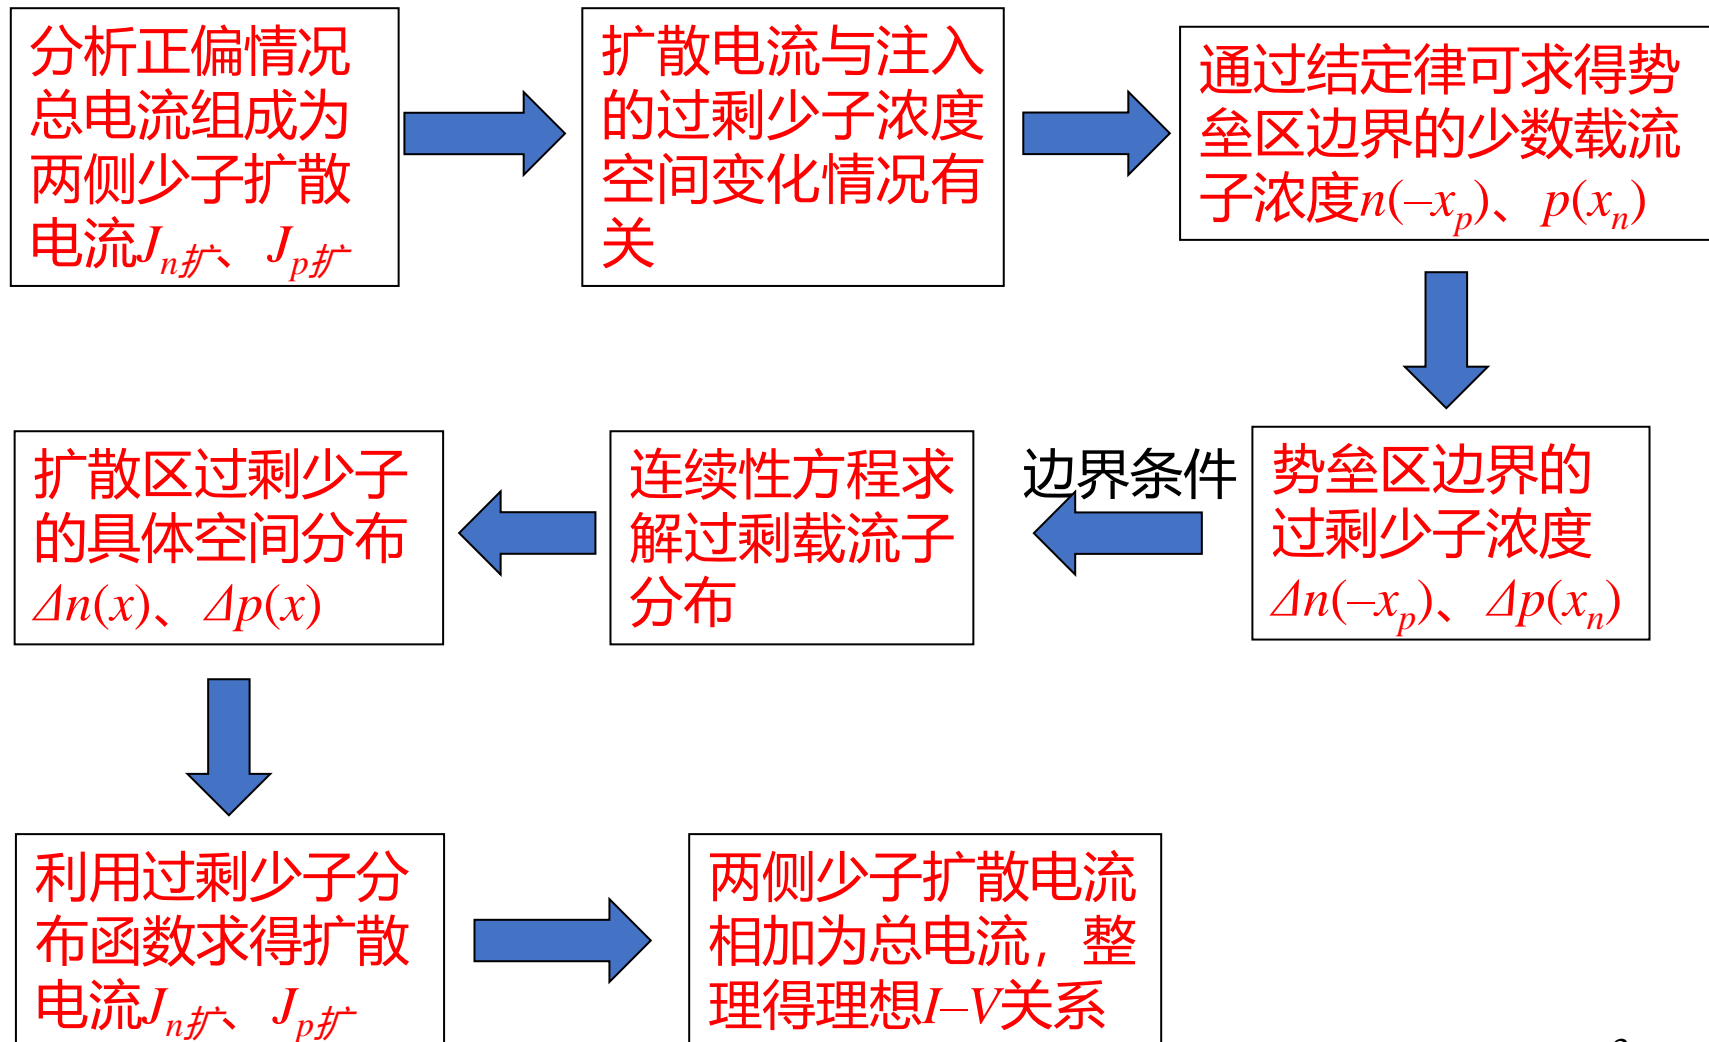 分析正偏情况
总电流组成为
两侧少子扩散
电流Jn扩、Jp扩
扩散电流与注入
的过剩少子浓度
空间变化情况有
关
通过结定律可求得势
垒区边界的少数载流
子浓度n(–xp)、p(xn)
势垒区边界的
过剩少子浓度
Δn(–xp)、Δp(xn)
边界条件
连续性方程求
解过剩载流子
分布
扩散区过剩少子
的具体空间分布
Δn(x)、Δp(x)
利用过剩少子分
布函数求得扩散
电流Jn扩、Jp扩
两侧少子扩散电流
相加为总电流，整
理得理想I–V关系